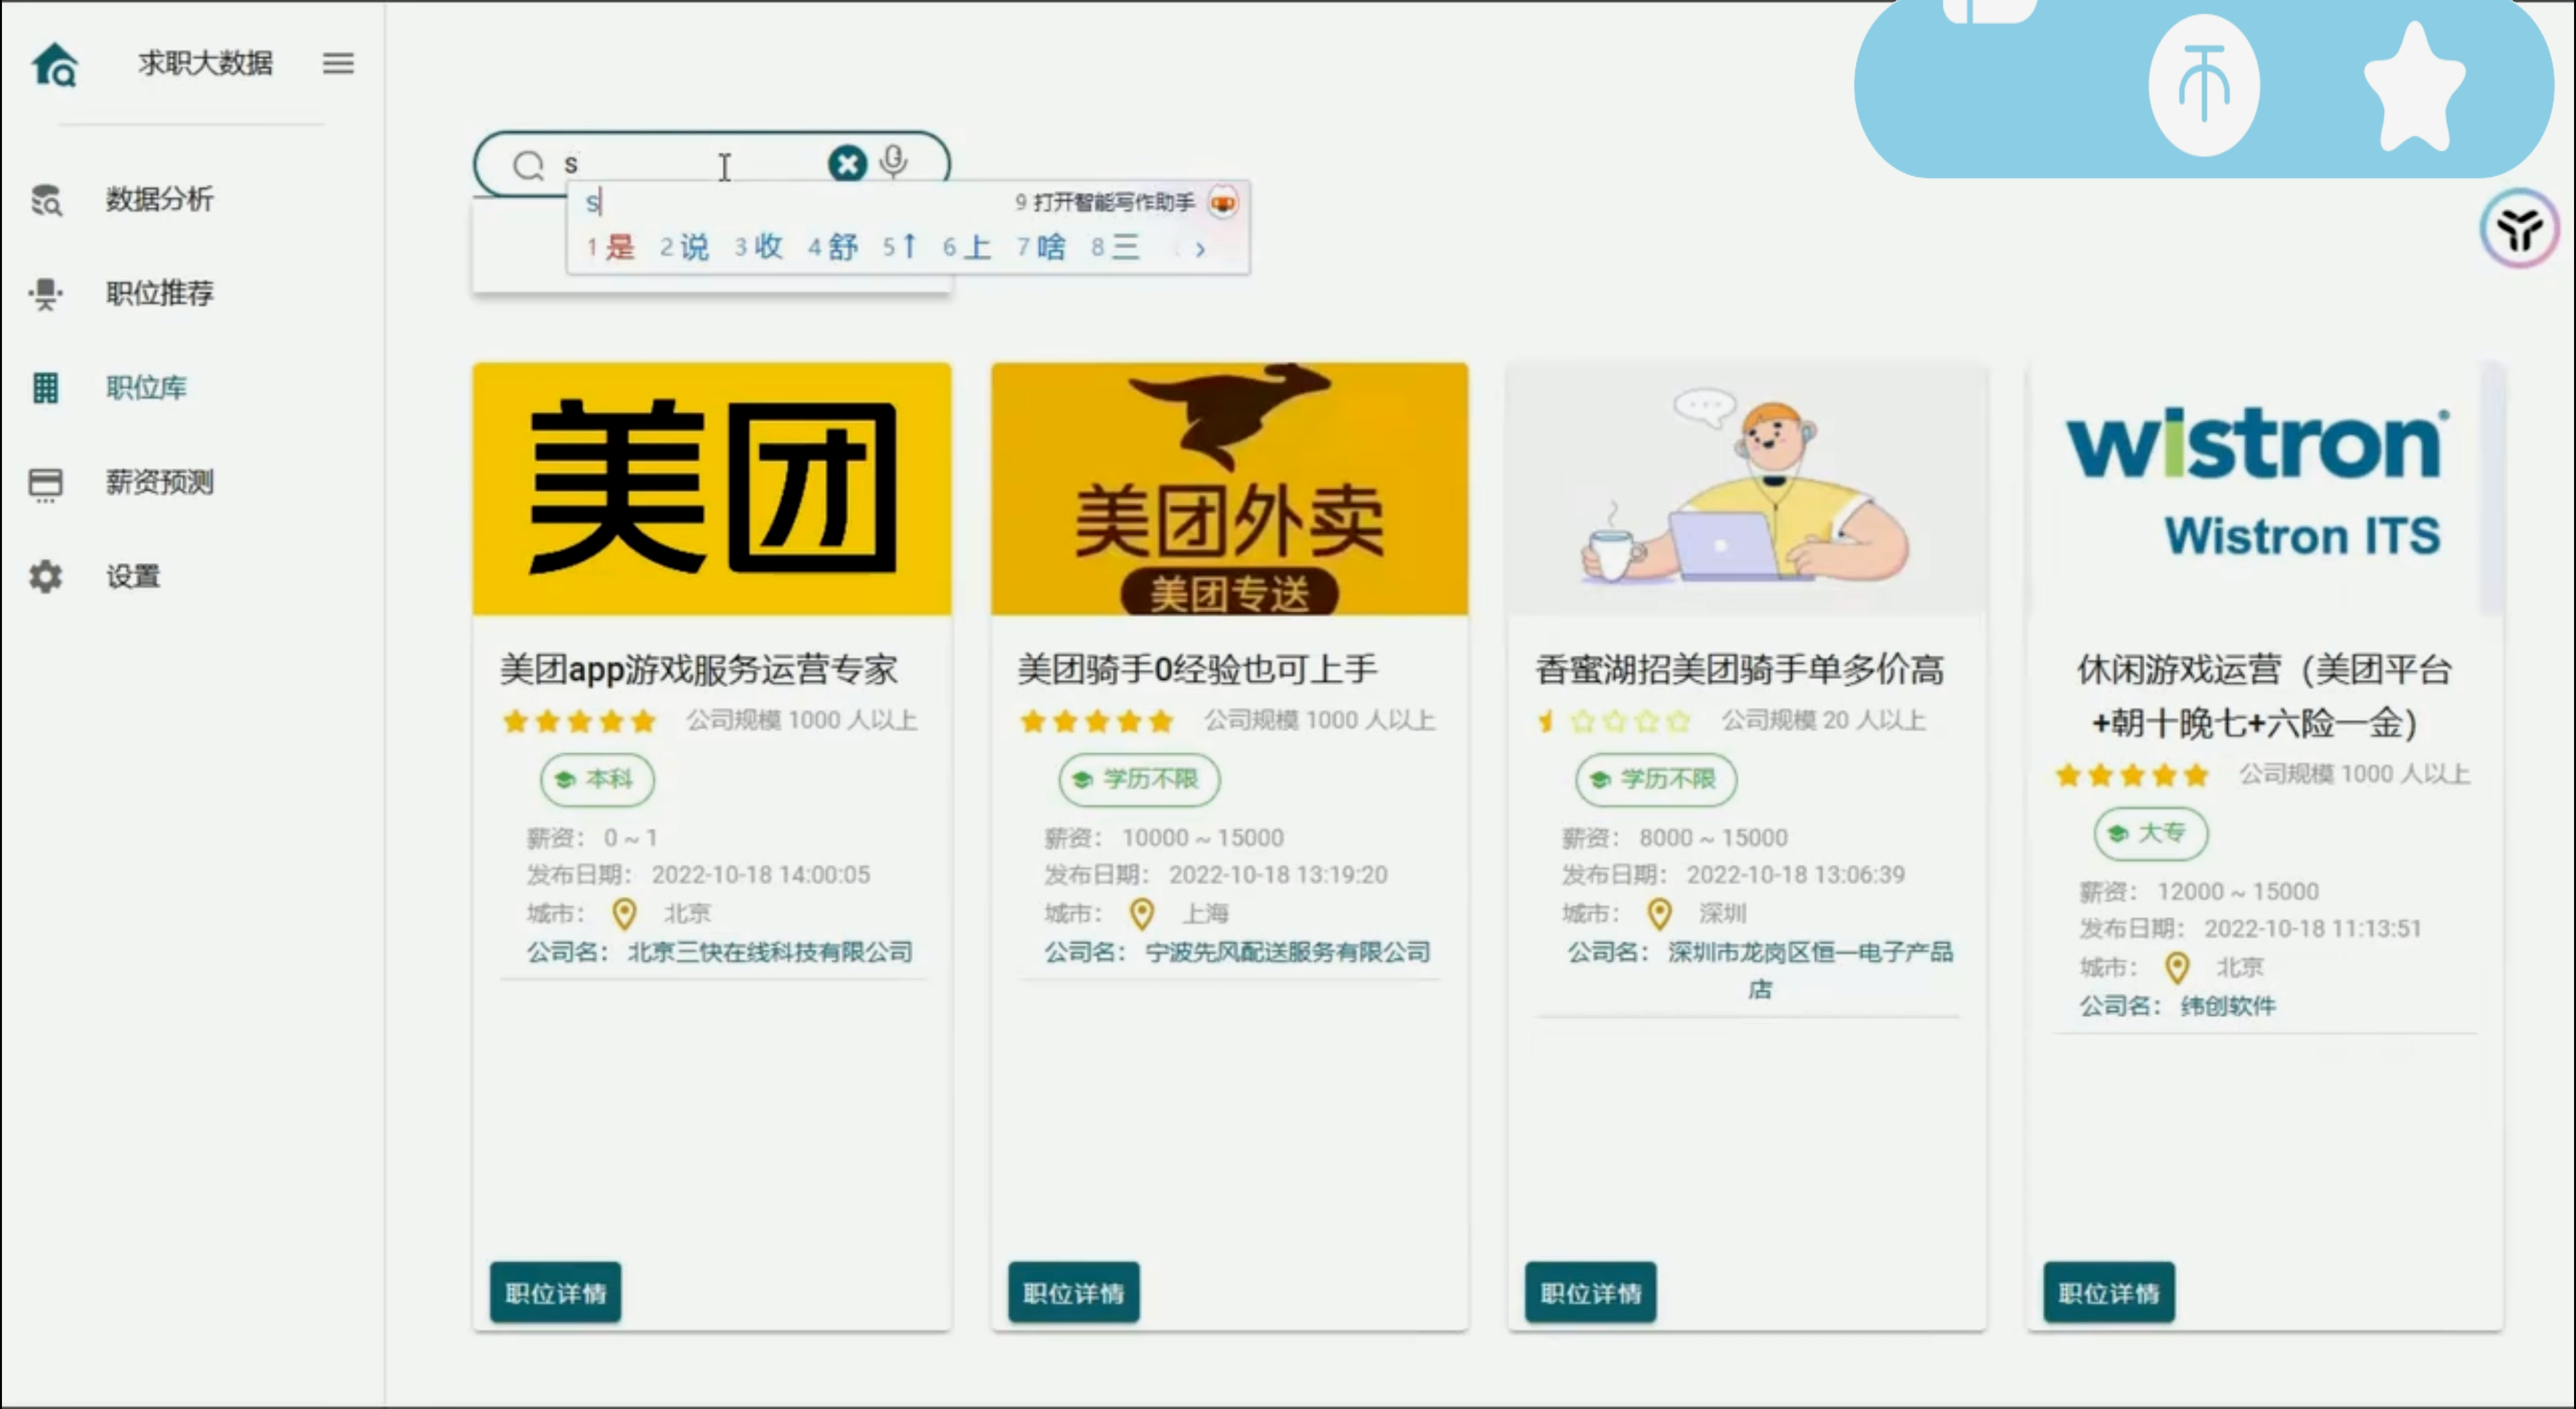 求职大数据
数据分析
职位推荐
职位库
薪资预测
设置
s
s
9 打开智能写作助手
1是 2说 3收 4舒 5↑ 6上 7啥 8三
美团
美团app游戏服务运营专家
公司规模 1000 人以上
本科
薪资： 0 ~ 1
发布日期： 2022-10-18 14:00:05
城市： 北京
公司名： 北京三快在线科技有限公司
职位详情
美团外卖
美团专送
美团骑手0经验也可上手
公司规模 1000 人以上
学历不限
薪资： 10000 ~ 15000
发布日期： 2022-10-18 13:19:20
城市： 上海
公司名： 宁波先风配送服务有限公司
职位详情
香蜜湖招美团骑手单多价高
公司规模 20 人以上
学历不限
薪资： 8000 ~ 15000
发布日期： 2022-10-18 13:06:39
城市： 深圳
公司名： 深圳市龙岗区恒一电子产品
店
职位详情
wistron
Wistron ITS
休闲游戏运营（美团平台
+朝十晚七+六险一金）
公司规模 1000 人以上
大专
薪资： 12000 ~ 15000
发布日期： 2022-10-18 11:13:51
城市： 北京
公司名： 纬创软件
职位详情